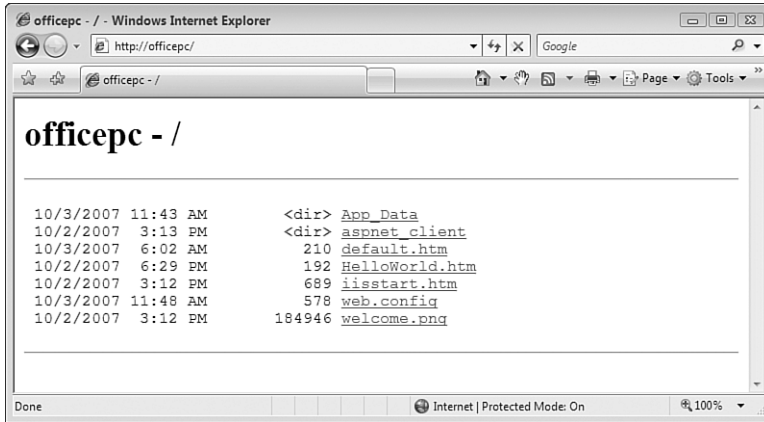 officepc - / - Windows Internet Explorer
http://officepc/
Google
officepc - /
Page
Tools
officepc - /
10/3/2007 11:43 AM <dir> App_Data
10/2/2007 3:13 PM <dir> aspnet_client
10/3/2007 6:02 AM 210 default.htm
10/2/2007 6:29 PM 192 HelloWorld.htm
10/2/2007 3:12 PM 689 iisstart.htm
10/3/2007 11:48 AM 578 web.config
10/2/2007 3:12 PM 184946 welcome.png
Done
Internet | Protected Mode: On
100%